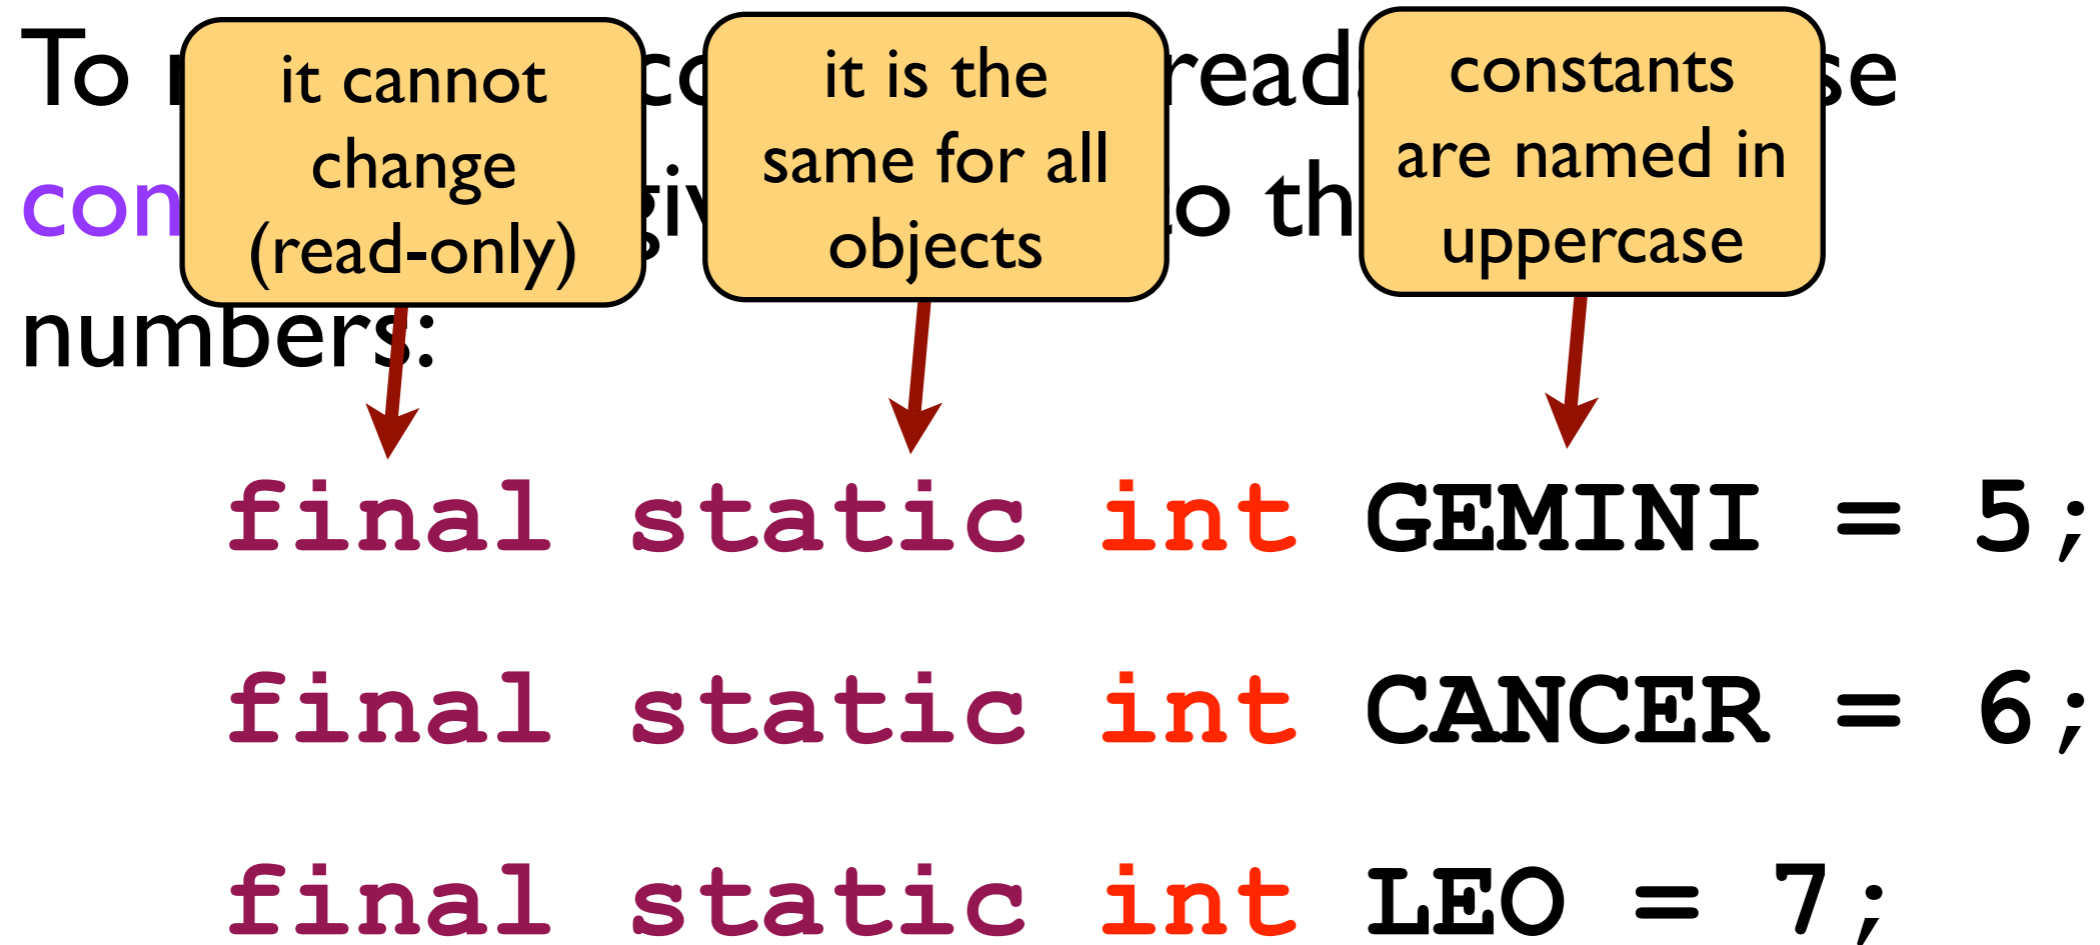 To
it cannot
change
(read-only)
it is the
same for all
objects
constants
are named in
uppercase
numbers:
final static int GEMINI = 5;
final static int CANCER = 6;
final static int LEO = 7;